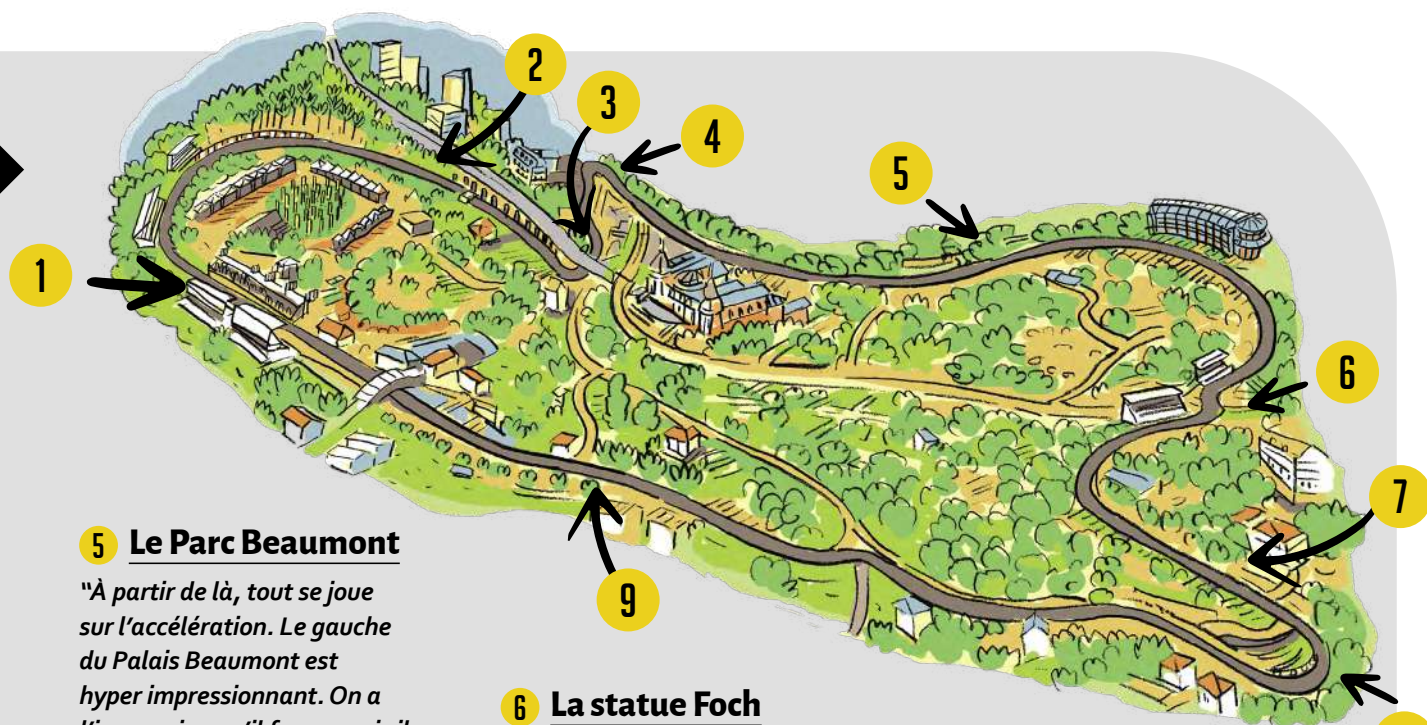 2
3
4
5
1
6
7
9
5 Le Parc Beaumont
"À partir de là, tout se joue
sur l'accélération. Le gauche
du Palais Beaumont est
hyper impressionnant. On a
6 La statue Foch